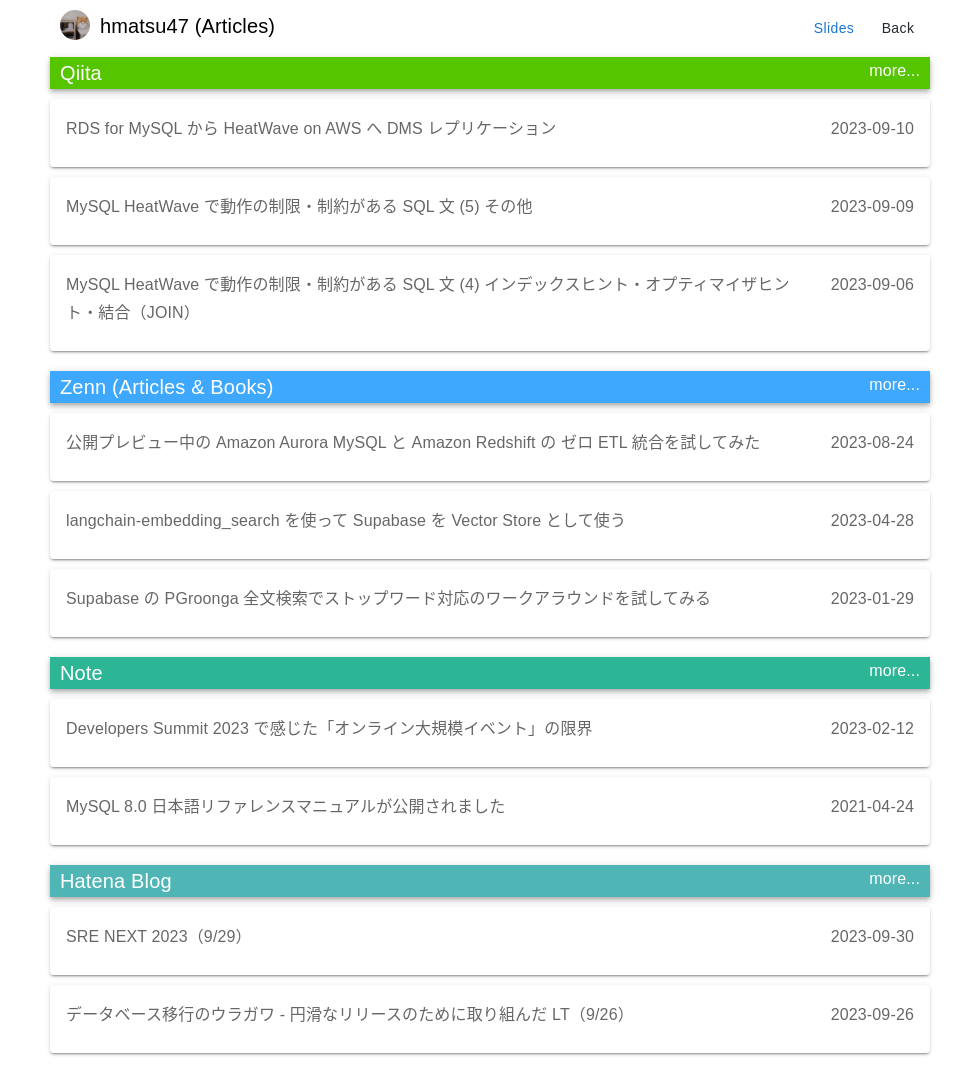 hmatsu47 (Articles)
Slides
Back
Qiita
more...
RDS for MySQL から HeatWave on AWS へ DMS レプリケーション
2023-09-10
MySQL HeatWave で動作の制限・制約がある SQL 文 (5) その他
2023-09-09
MySQL HeatWave で動作の制限・制約がある SQL 文 (4) インデックスヒント・オプティマイザヒン
ト・結合（JOIN）
2023-09-06
Zenn (Articles & Books)
more...
公開プレビュー中の Amazon Aurora MySQL と Amazon Redshift の ゼロ ETL 統合を試してみた
2023-08-24
langchain-embedding_search を使って Supabase を Vector Store として使う
2023-04-28
Supabase の PGroonga 全文検索でストップワード対応のワークアラウンドを試してみる
2023-01-29
Note
more...
Developers Summit 2023 で感じた「オンライン大規模イベント」の限界
2023-02-12
MySQL 8.0 日本語リファレンスマニュアルが公開されました
2021-04-24
Hatena Blog
more...
SRE NEXT 2023（9/29）
2023-09-30
データベース移行のウラガワ - 円滑なリリースのために取り組んだ LT（9/26）
2023-09-26